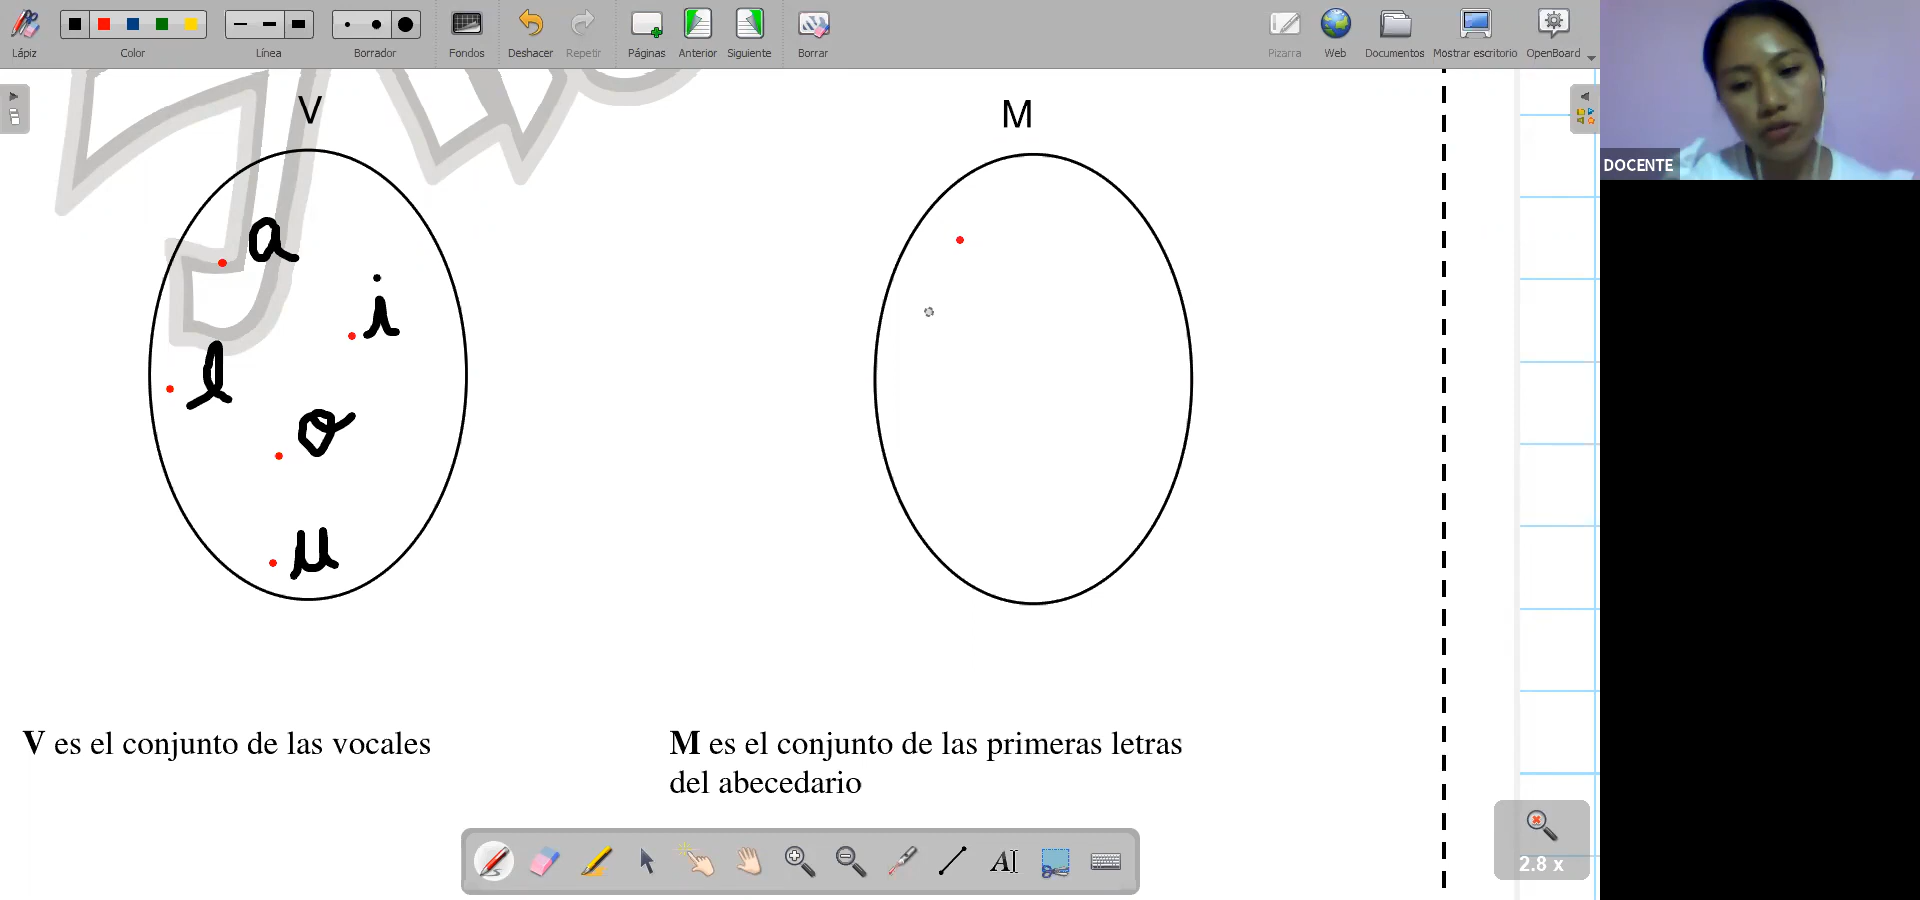 Lápiz
Color
Línea
Borrador
Fondos
Deshacer
Repetir
Páginas
Anterior
Siguiente
Borrar
Pizarra
Web
Documentos
Mostrar escritorio
OpenBoard
DOCENTE
V
M
a
i
e
o
u
V es el conjunto de las vocales
M es el conjunto de las primeras letras
del abecedario
AI
2.8 x